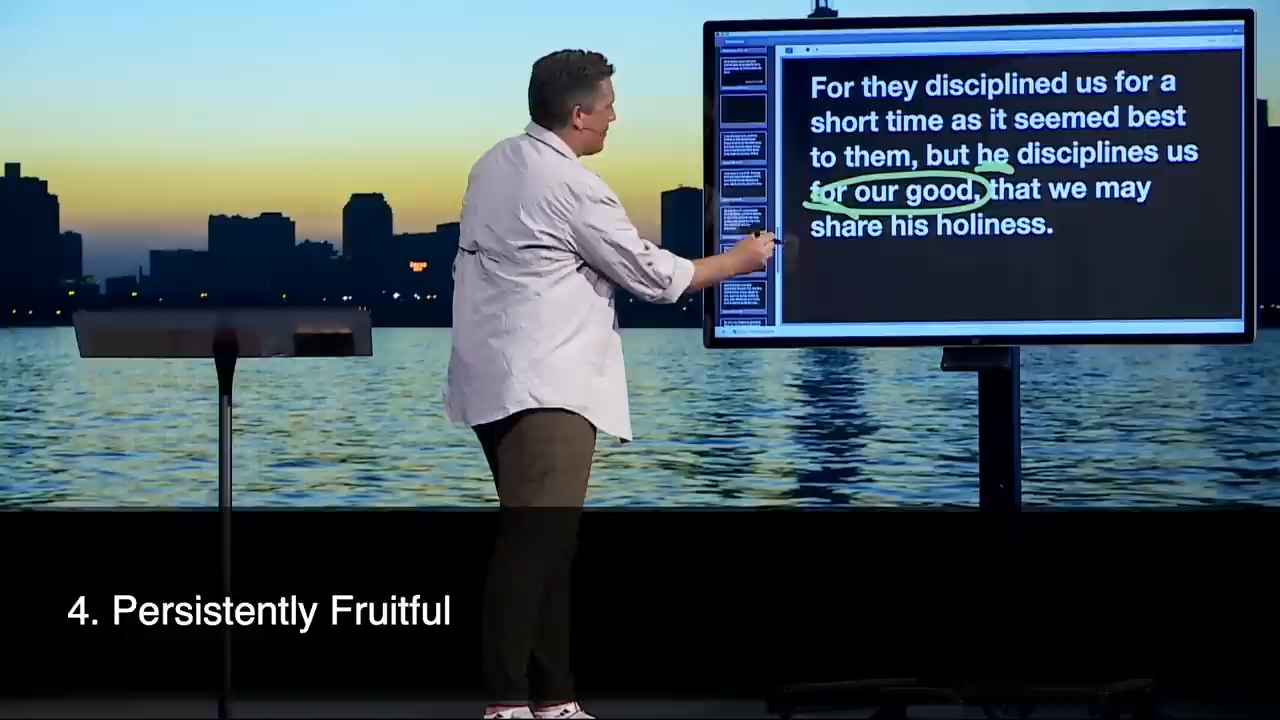 For they disciplined us for a
short time as it seemed best
to them, but he disciplines us
for our good, that we may
share his holiness.
4. Persistently Fruitful